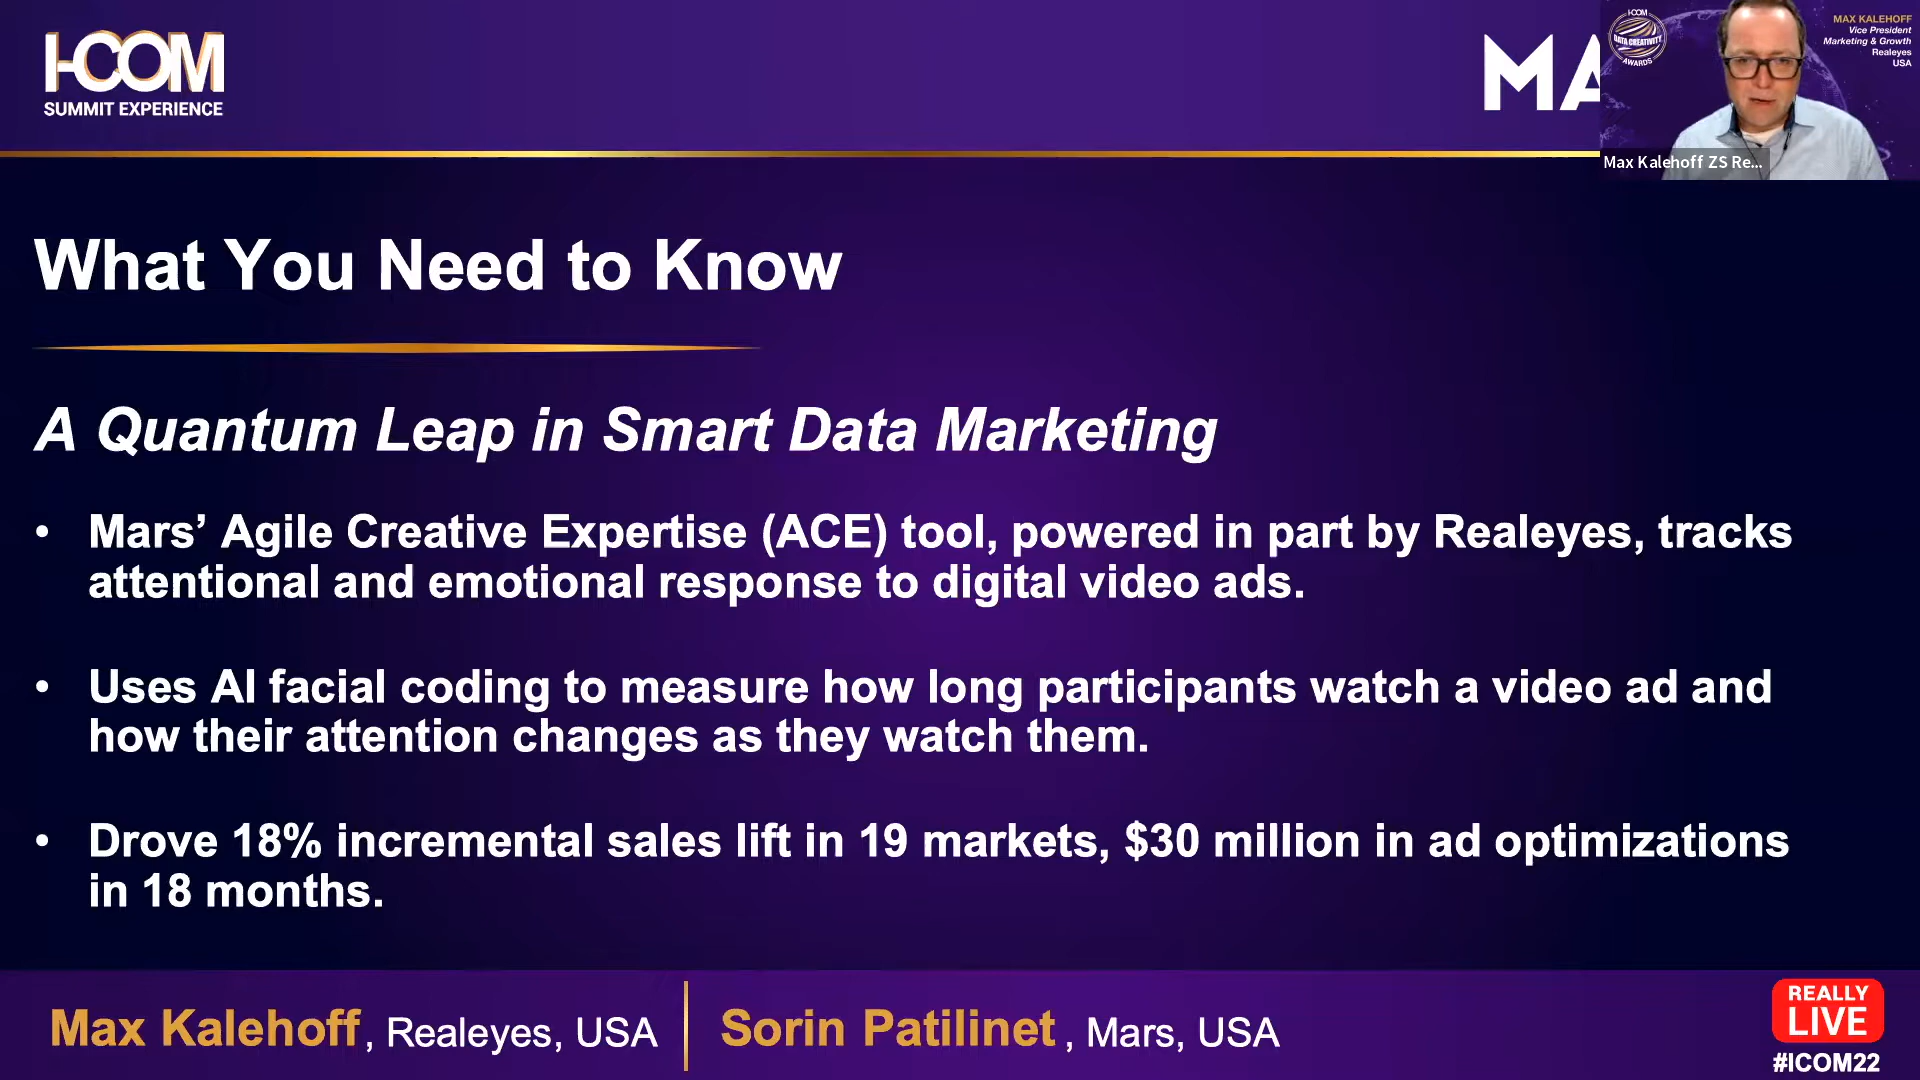 I-COM
SUMMIT EXPERIENCE
MA
I-COM
DATA CREATIVITY
AWARDS
MAX KALEHOFF
Vice President
Marketing & Growth
Realeyes
USA
Max Kalehoff ZS Re...
What You Need to Know
A Quantum Leap in Smart Data Marketing
• Mars’ Agile Creative Expertise (ACE) tool, powered in part by Realeyes, tracks
attentional and emotional response to digital video ads.
• Uses AI facial coding to measure how long participants watch a video ad and
how their attention changes as they watch them.
• Drove 18% incremental sales lift in 19 markets, $30 million in ad optimizations
in 18 months.
Max Kalehoff, Realeyes, USA
Sorin Patilinet, Mars, USA
REALLY
LIVE
#ICOM22